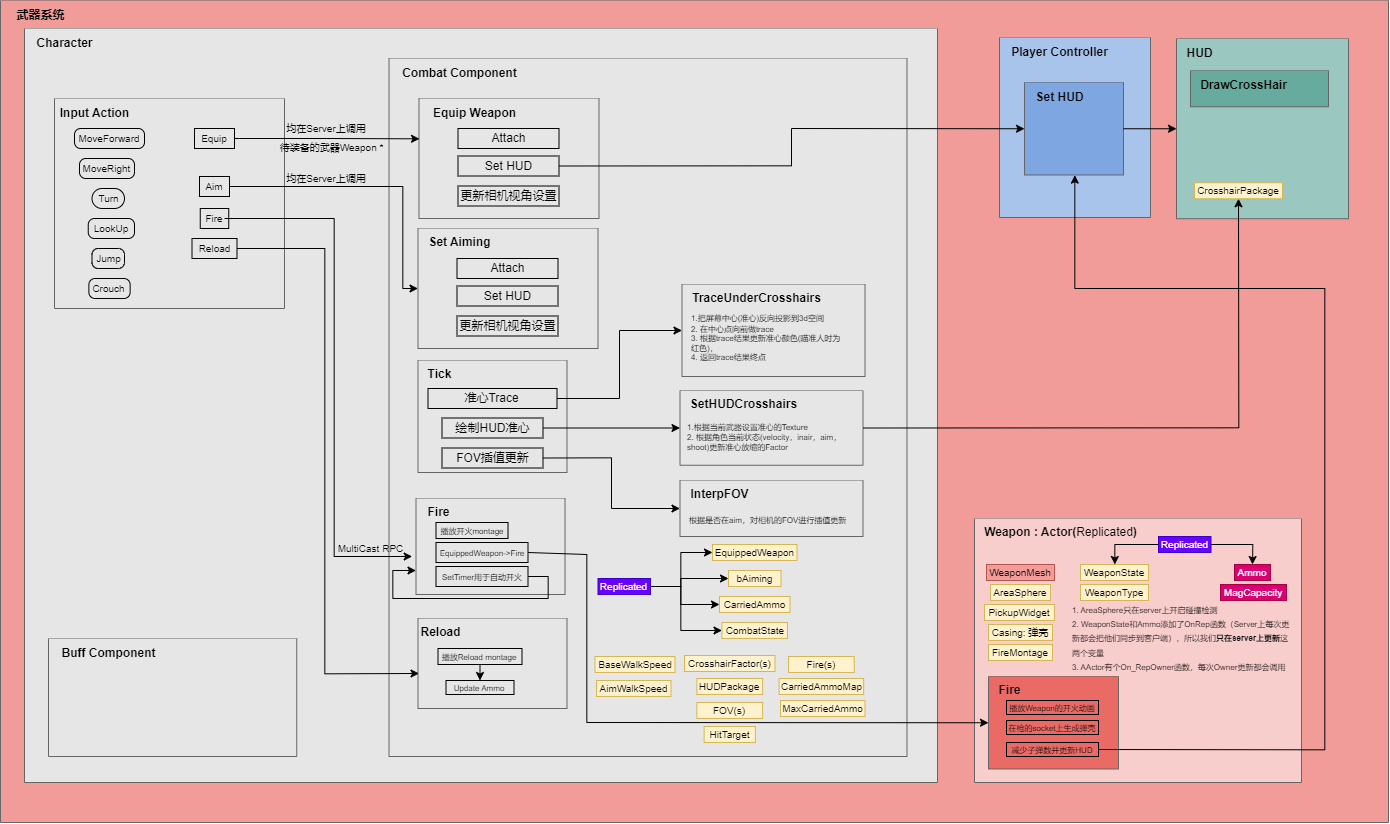 武器系统
Character
Input Action
MoveForward
MoveRight
Turn
LookUp
Jump
Crouch
Equip
Aim
Fire
Reload
均在Server上调用
待装备的武器Weapon *
均在Server上调用
MultiCast RPC
Combat Component
Equip Weapon
Attach
Set HUD
更新相机视角设置
Set Aiming
Attach
Set HUD
更新相机视角设置
Tick
准心Trace
绘制HUD准心
FOV插值更新
TraceUnderCrosshairs
1.把屏幕中心(准心)反向投影到3d空间
2. 在中心点向前做trace
3. 根据trace结果更新准心颜色(瞄准人时为
红色)，
4. 返回trace结果终点
SetHUDCrosshairs
1.根据当前武器设置准心的Texture
2. 根据角色当前状态(velocity，inair，aim，
shoot)更新准心放缩的Factor
InterpFOV
根据是否在aim，对相机的FOV进行插值更新
Fire
播放开火montage
EquippedWeapon->Fire
SetTimer用于自动开火
Reload
播放Reload montage
Update Ammo
Replicated
EquippedWeapon
bAiming
CarriedAmmo
CombatState
BaseWalkSpeed
AimWalkSpeed
CrosshairFactor(s)
HUDPackage
FOV(s)
HitTarget
Fire(s)
CarriedAmmoMap
MaxCarriedAmmo
Buff Component
Player Controller
Set HUD
HUD
DrawCrossHair
CrosshairPackage
Weapon : Actor(Replicated)
Replicated
WeaponMesh
AreaSphere
PickupWidget
Casing: 弹壳
FireMontage
WeaponState
WeaponType
Ammo
MagCapacity
1. AreaSphere只在server上开启碰撞检测
2. WeaponState和Ammo添加了OnRep函数（Server上每次更
新都会把他们同步到客户端），所以我们只在server上更新这
两个变量
3. AActor有个On_RepOwner函数，每次Owner更新都会调用
Fire
播放Weapon的开火动画
在枪的socket上生成弹壳
减少子弹数并更新HUD